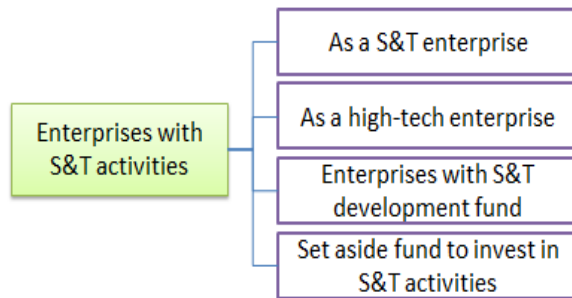 As a S&T enterprise
As a high-tech enterprise
Enterprises with
S&T activities
Enterprises with S&T
development fund
Set aside fund to invest in
S&T activities